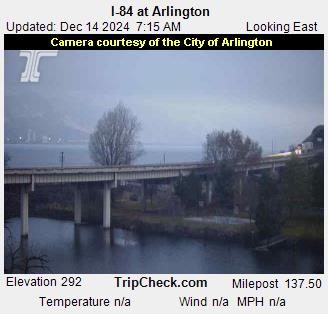 I-84 at Arlington
Updated: Dec 14 2024 7:15 AM Looking East
Camera courtesy of the City of Arlington
Elevation 292 TripCheck.com Milepost 137.50
Temperature n/a Wind n/a MPH n/a